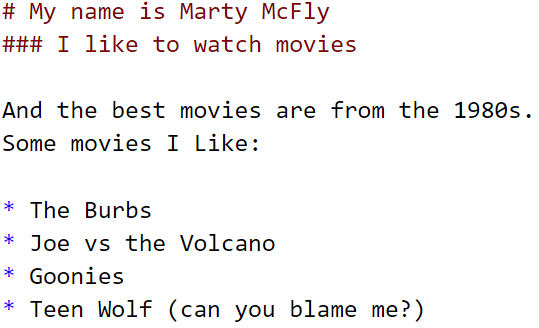 # My name is Marty McFly
### I like to watch movies
And the best movies are from the 1980s.
Some movies I Like:
* The Burbs
* Joe vs the Volcano
* Goonies
* Teen Wolf (can you blame me?)